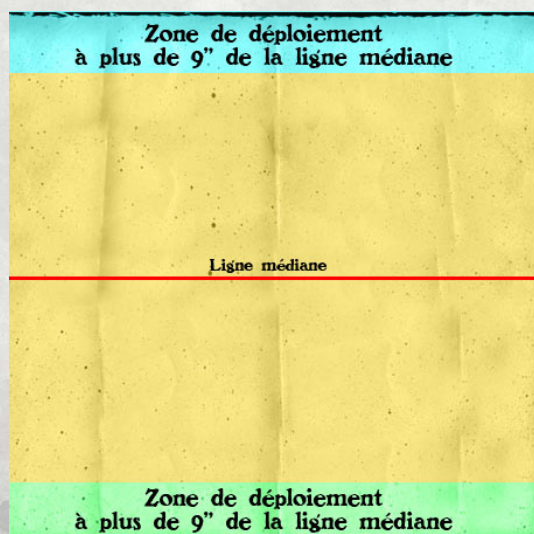 Zone de déploiement
à plus de 9” de la ligne médiane
Ligne médiane
Zone de déploiement
à plus de 9” de la ligne médiane